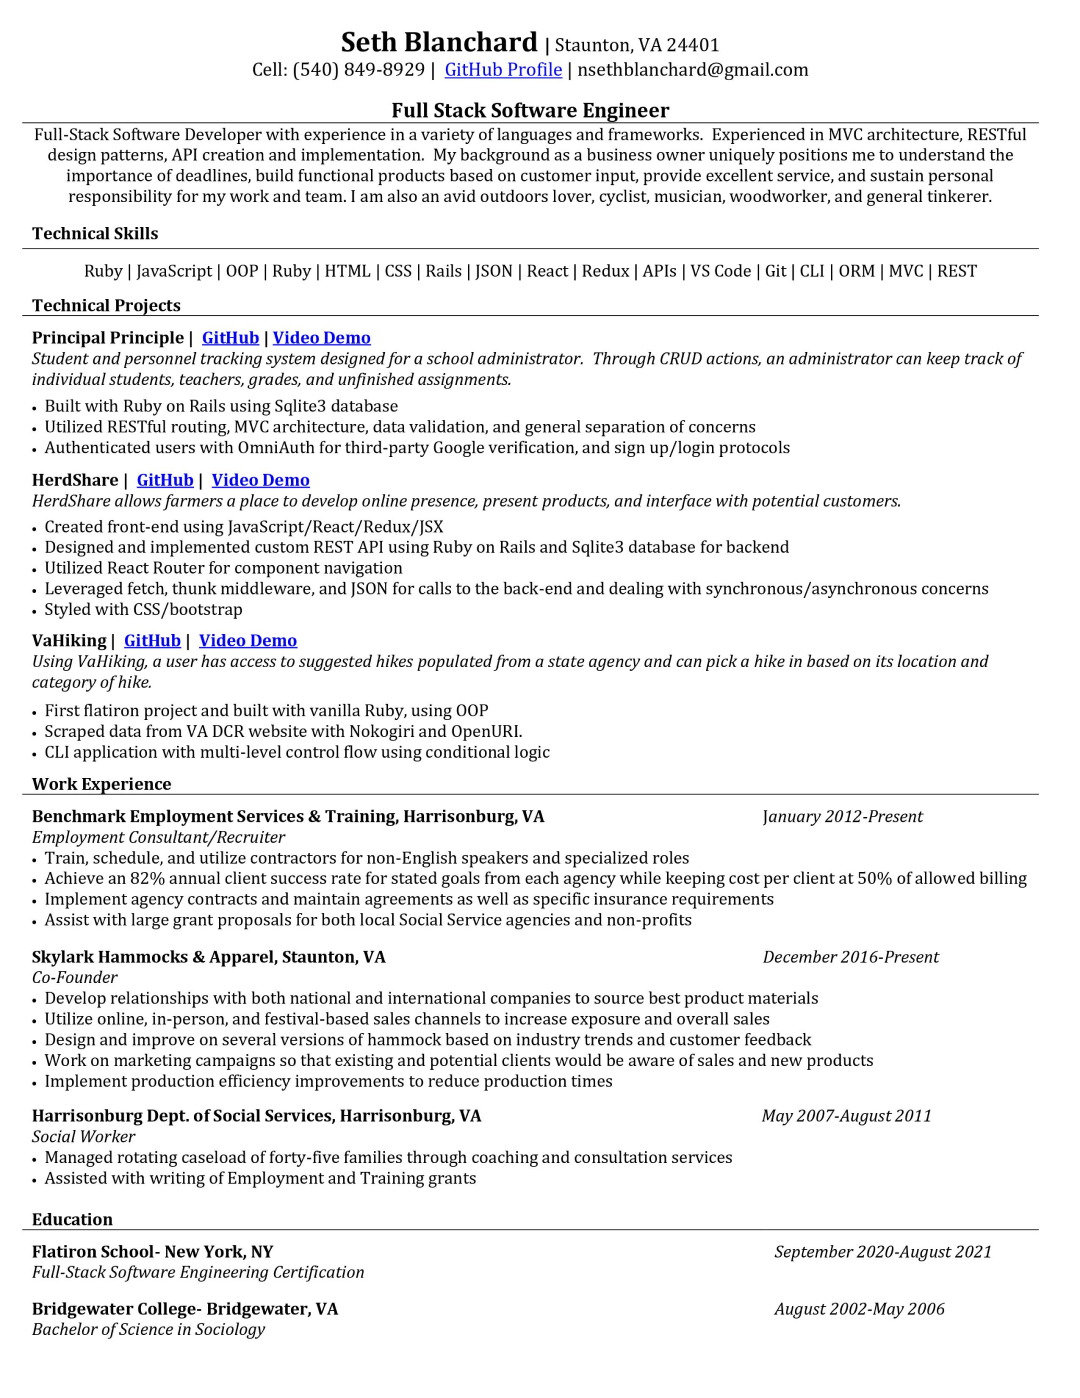 Seth Blanchard | Staunton, VA 24401
Cell: (540) 849-8929 | GitHub Profile | nsethblanchard@gmail.com
Full Stack Software Engineer
Full-Stack Software Developer with experience in a variety of languages and frameworks. Experienced in MVC architecture, RESTful
design patterns, API creation and implementation. My background as a business owner uniquely positions me to understand the
importance of deadlines, build functional products based on customer input, provide excellent service, and sustain personal
responsibility for my work and team. I am also an avid outdoors lover, cyclist, musician, woodworker, and general tinkerer.
Technical Skills
Ruby | JavaScript | OOP | Ruby | HTML | CSS | Rails | JSON | React | Redux | APIs | VS Code | Git | CLI | ORM | MVC | REST
Technical Projects
Principal Principle | GitHub | Video Demo
Student and personnel tracking system designed for a school administrator. Through CRUD actions, an administrator can keep track of
individual students, teachers, grades, and unfinished assignments.
• Built with Ruby on Rails using Sqlite3 database
• Utilized RESTful routing, MVC architecture, data validation, and general separation of concerns
• Authenticated users with OmniAuth for third-party Google verification, and sign up/login protocols
HerdShare | GitHub | Video Demo
HerdShare allows farmers a place to develop online presence, present products, and interface with potential customers.
• Created front-end using JavaScript/React/Redux/JSX
• Designed and implemented custom REST API using Ruby on Rails and Sqlite3 database for backend
• Utilized React Router for component navigation
• Leveraged fetch, thunk middleware, and JSON for calls to the back-end and dealing with synchronous/asynchronous concerns
• Styled with CSS/bootstrap
VaHiking | GitHub | Video Demo
Using VaHiking, a user has access to suggested hikes populated from a state agency and can pick a hike in based on its location and
category of hike.
• First flatiron project and built with vanilla Ruby, using OOP
• Scraped data from VA DCR website with Nokogiri and OpenURI.
• CLI application with multi-level control flow using conditional logic
Work Experience
Benchmark Employment Services & Training, Harrisonburg, VA January 2012-Present
Employment Consultant/Recruiter
• Train, schedule, and utilize contractors for non-English speakers and specialized roles
• Achieve an 82% annual client success rate for stated goals from each agency while keeping cost per client at 50% of allowed billing
• Implement agency contracts and maintain agreements as well as specific insurance requirements
• Assist with large grant proposals for both local Social Service agencies and non-profits
Skylark Hammocks & Apparel, Staunton, VA December 2016-Present
Co-Founder
• Develop relationships with both national and international companies to source best product materials
• Utilize online, in-person, and festival-based sales channels to increase exposure and overall sales
• Design and improve on several versions of hammock based on industry trends and customer feedback
• Work on marketing campaigns so that existing and potential clients would be aware of sales and new products
• Implement production efficiency improvements to reduce production times
Harrisonburg Dept. of Social Services, Harrisonburg, VA May 2007-August 2011
Social Worker
• Managed rotating caseload of forty-five families through coaching and consultation services
• Assisted with writing of Employment and Training grants
Education
Flatiron School- New York, NY September 2020-August 2021
Full-Stack Software Engineering Certification
Bridgewater College- Bridgewater, VA August 2002-May 2006
Bachelor of Science in Sociology